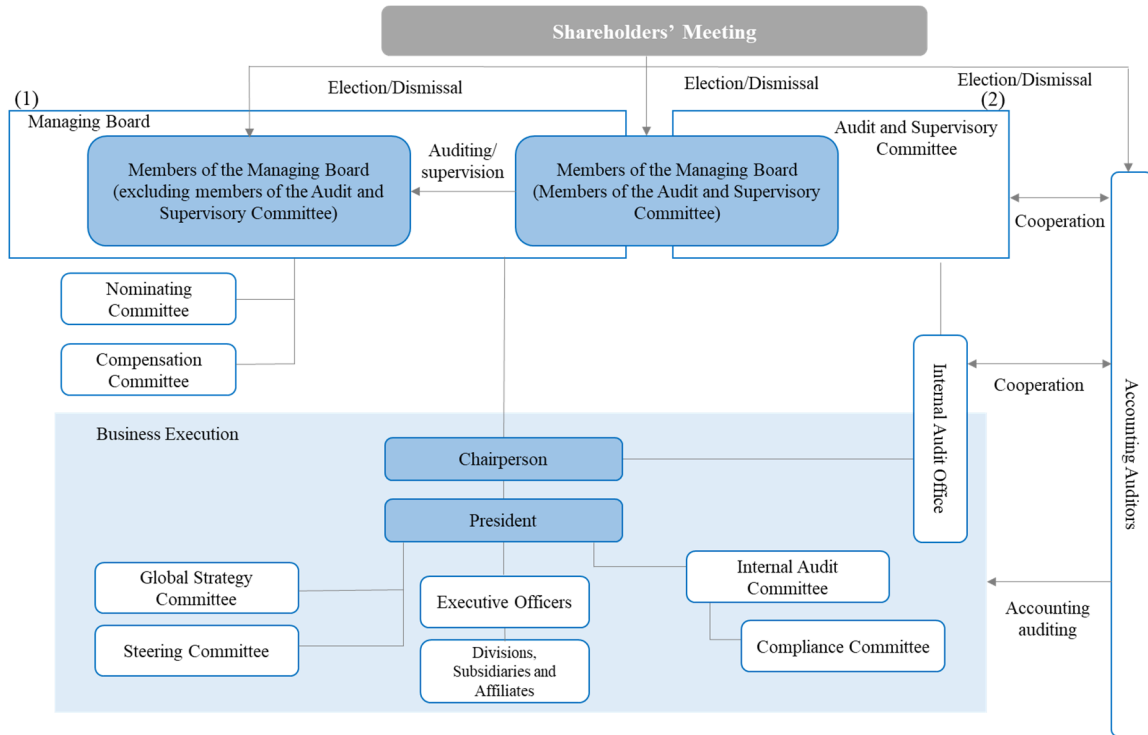 Shareholders’ Meeting
Election/Dismissal
Election/Dismissal
Election/Dismissal
(1)
(2)
Managing Board
Audit and Supervisory
Committee
Members of the Managing Board
(excluding members of the Audit and
Supervisory Committee)
Auditing/
supervision
Members of the Managing Board
(Members of the Audit and Supervisory
Committee)
Cooperation
Nominating
Committee
Compensation
Committee
Internal Audit Office
Cooperation
Accounting Auditors
Business Execution
Chairperson
President
Global Strategy
Committee
Steering Committee
Executive Officers
Divisions,
Subsidiaries and
Affiliates
Internal Audit
Committee
Compliance Committee
Accounting
auditing